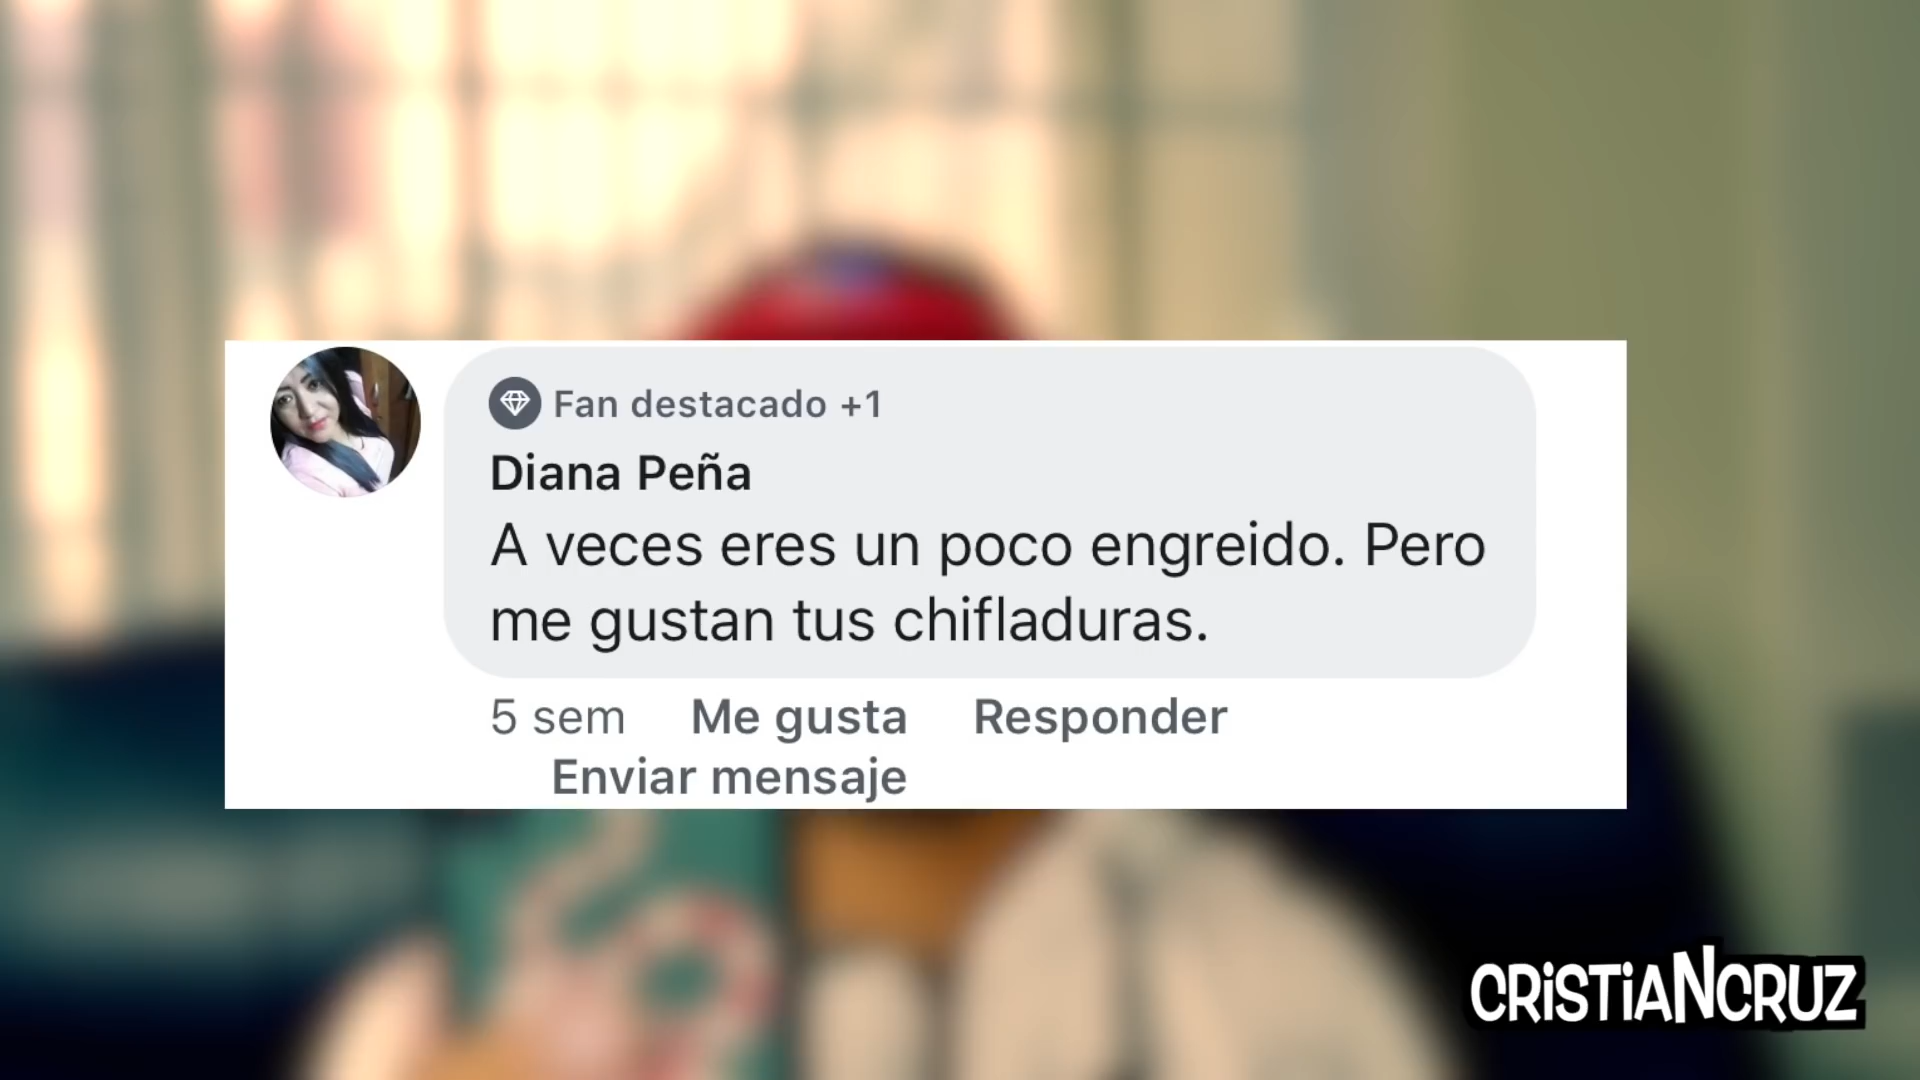 Fan destacado +1
Diana Peña
A veces eres un poco engreido. Pero
me gustan tus chifladuras.
5 sem Me gusta Responder
Enviar mensaje
CRiSTiANCRUZ